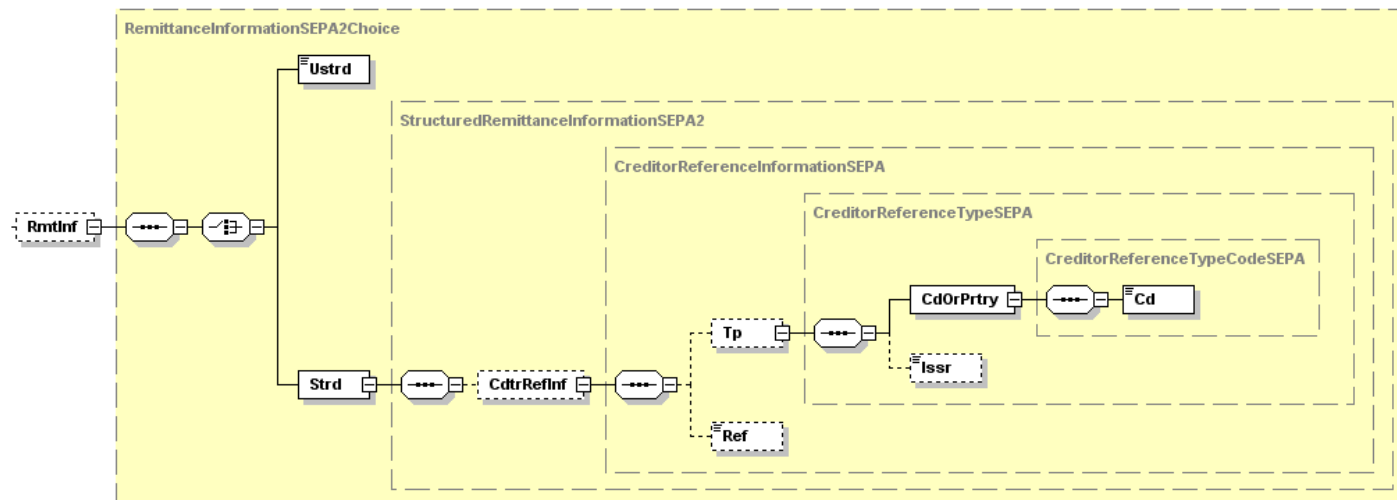 RemittanceInformationSEPA2Choice
Ustrd
StructuredRemittanceInformationSEPA2
CreditorReferenceInformationSEPA
CreditorReferenceTypeSEPA
RmtInf
CreditorReferenceTypeCodeSEPA
CdOrPrtry
Cd
Tp
Issr
Strd
CdtrRefInf
Ref